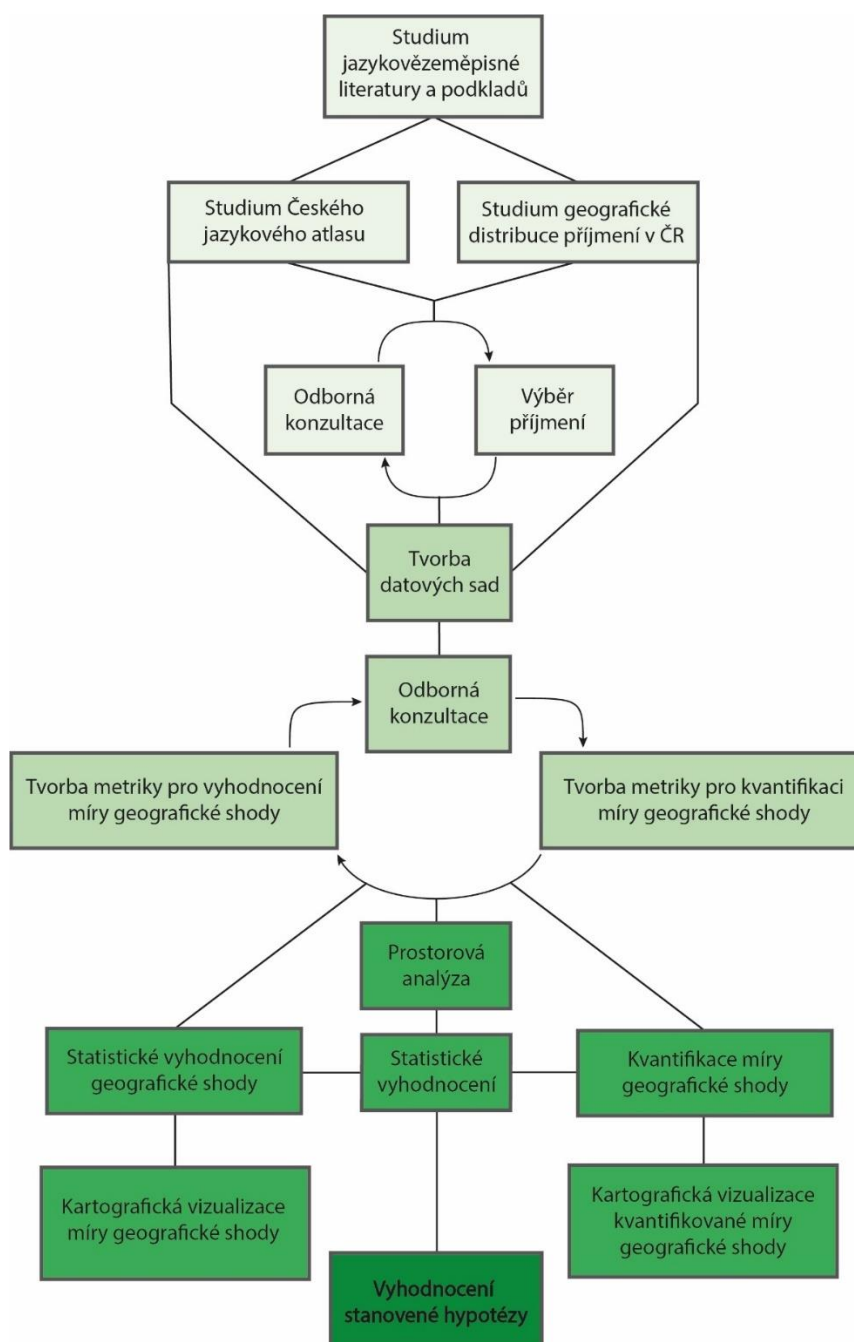 Studium
jazykovězeměpisné
literatury a podkladů
Studium Českého
jazykového atlasu
Studium geografické
distribuce příjmení v ČR
Odborná
konzultace
Výběr
příjmení
Tvorba
datových sad
Odborná
konzultace
Tvorba metriky pro vyhodnocení
míry geografické shody
Tvorba metriky pro kvantifikaci
míry geografické shody
Prostorová
analýza
Statistické vyhodnocení
geografické shody
Statistické
vyhodnocení
Kvantifikace míry
geografické shody
Kartografická vizualizace
míry geografické shody
Kartografická vizualizace
kvantifikované míry
geografické shody
Vyhodnocení
stanovené hypotézy